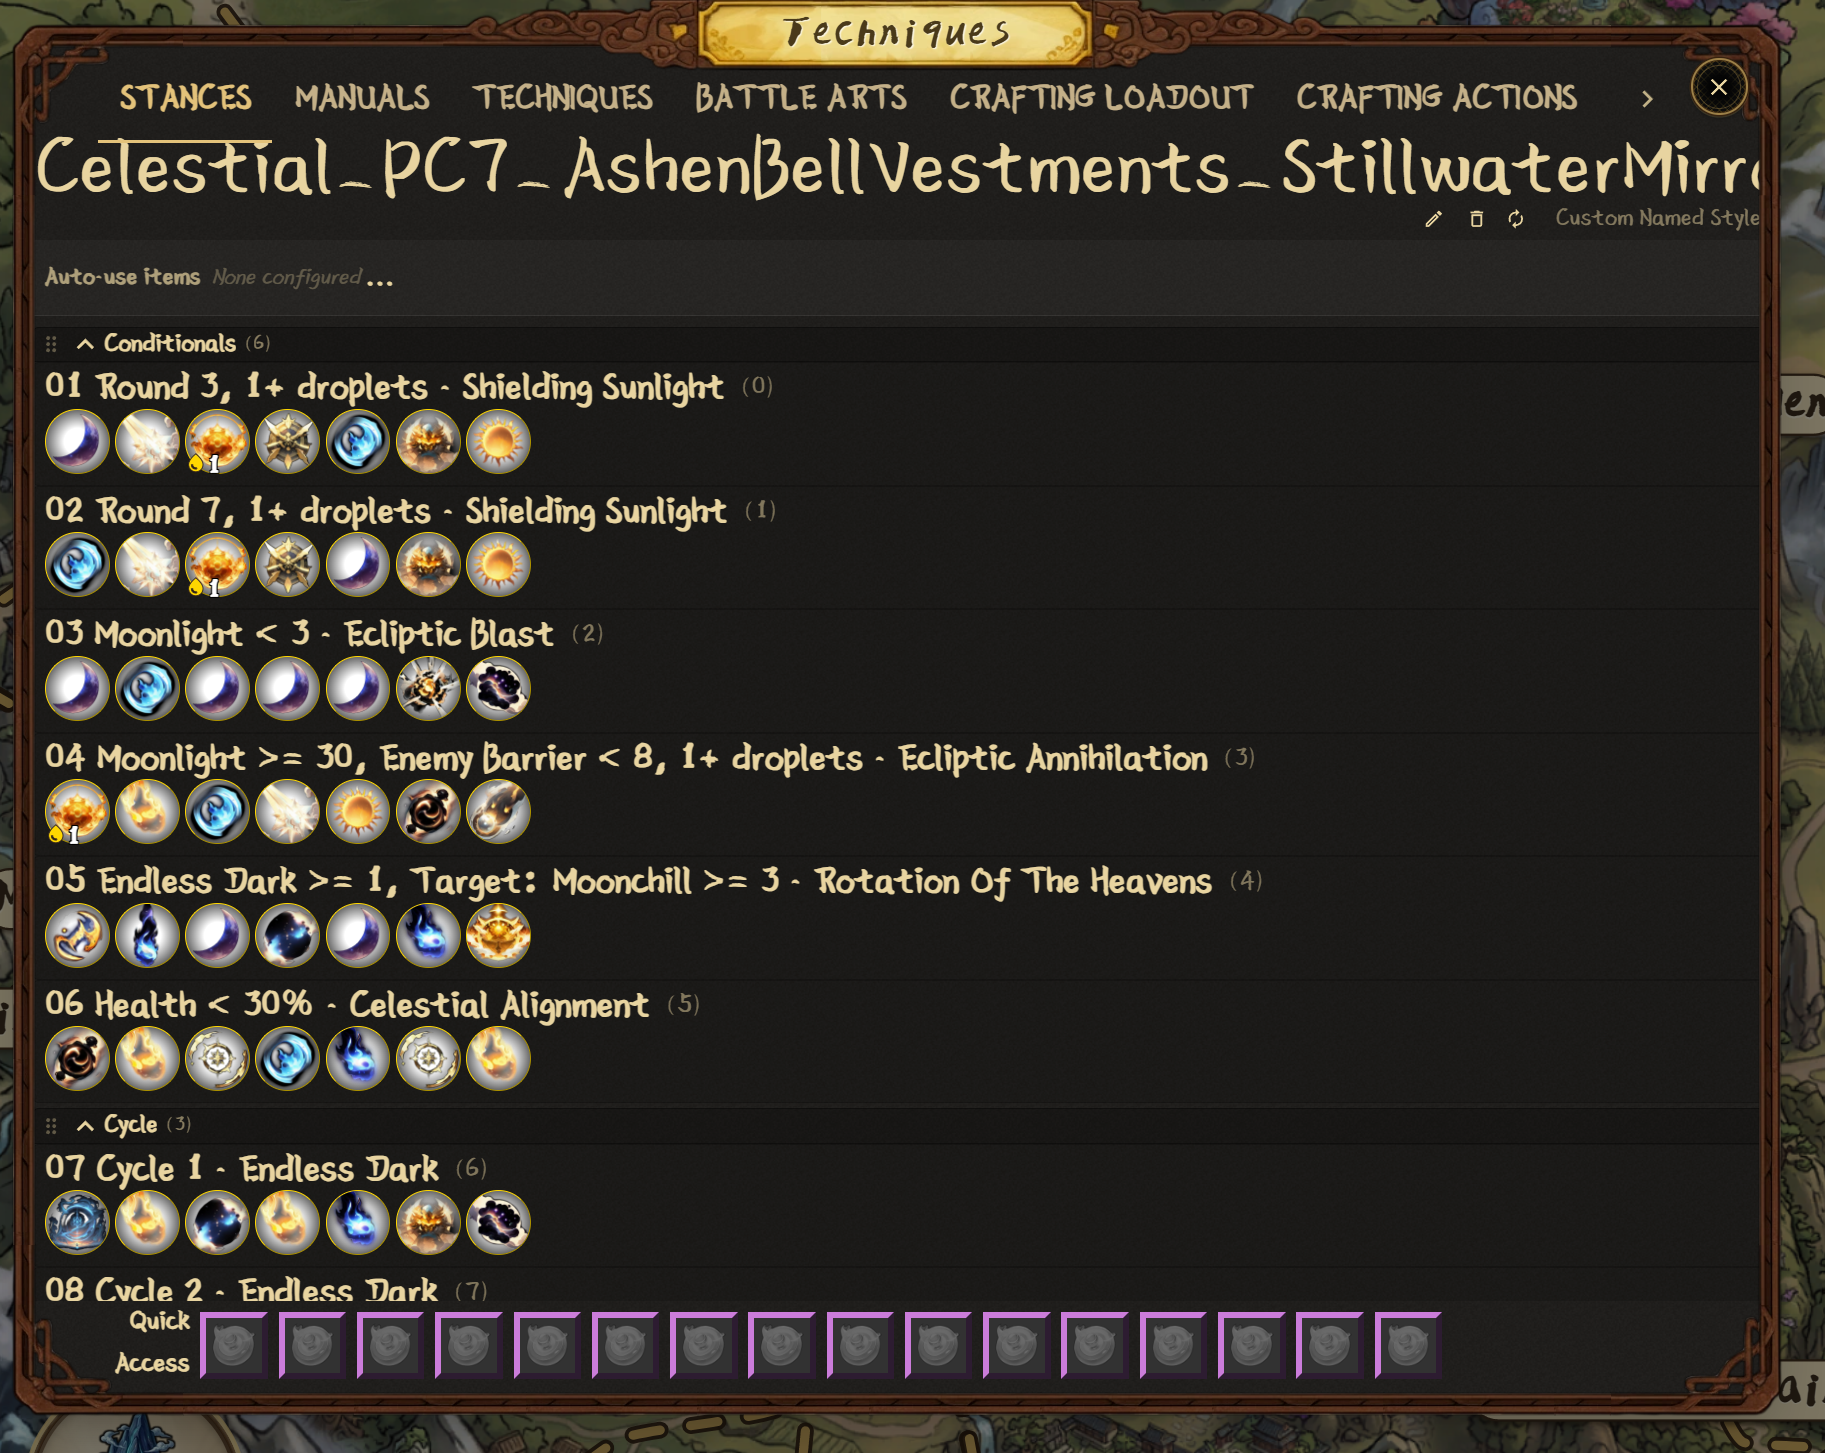 Techniques
STANCES MANUALS TECHNIQUES BATTLE ARTS CRAFTING LOADOUT CRAFTING ACTIONS
Celestial_PC7_AshenBellVestments_StillwaterMirr
Custom Named Style
Auto-use items None configured ...
Conditionals (6)
01 Round 3, 1+ droplets - Shielding Sunlight (0)
1
02 Round 7, 1+ droplets - Shielding Sunlight (1)
1
03 Moonlight < 3 - Ecliptic Blast (2)
04 Moonlight >= 30, Enemy Barrier < 8, 1+ droplets - Ecliptic Annihilation (3)
1
05 Endless Dark >= 1, Target: Moonchill >= 3 - Rotation Of The Heavens (4)
06 Health < 30% - Celestial Alignment (5)
Cycle (3)
07 Cycle 1 - Endless Dark (6)
08 Cycle 2 - Endless Dark (7)
Quick
Access